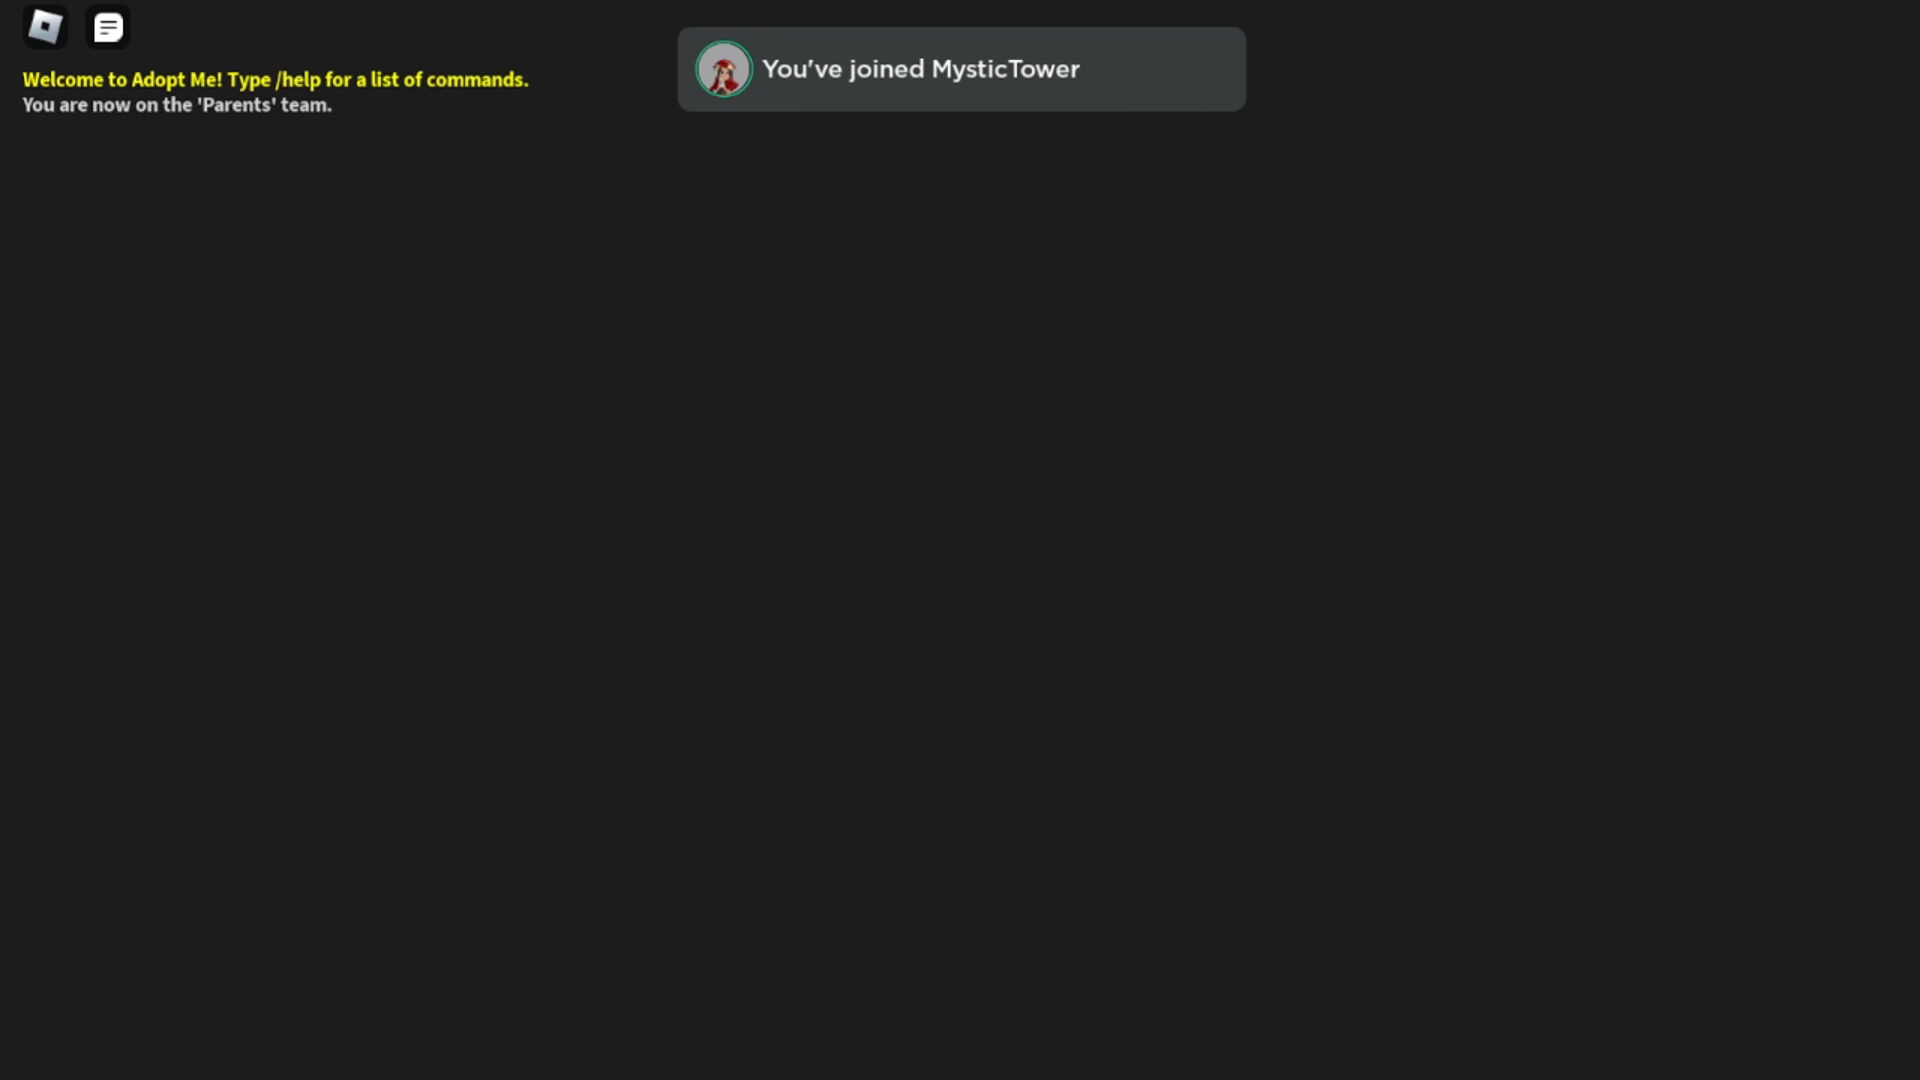 Welcome to Adopt Me! Type /help for a list of commands.
You are now on the 'Parents' team.
You've joined MysticTower